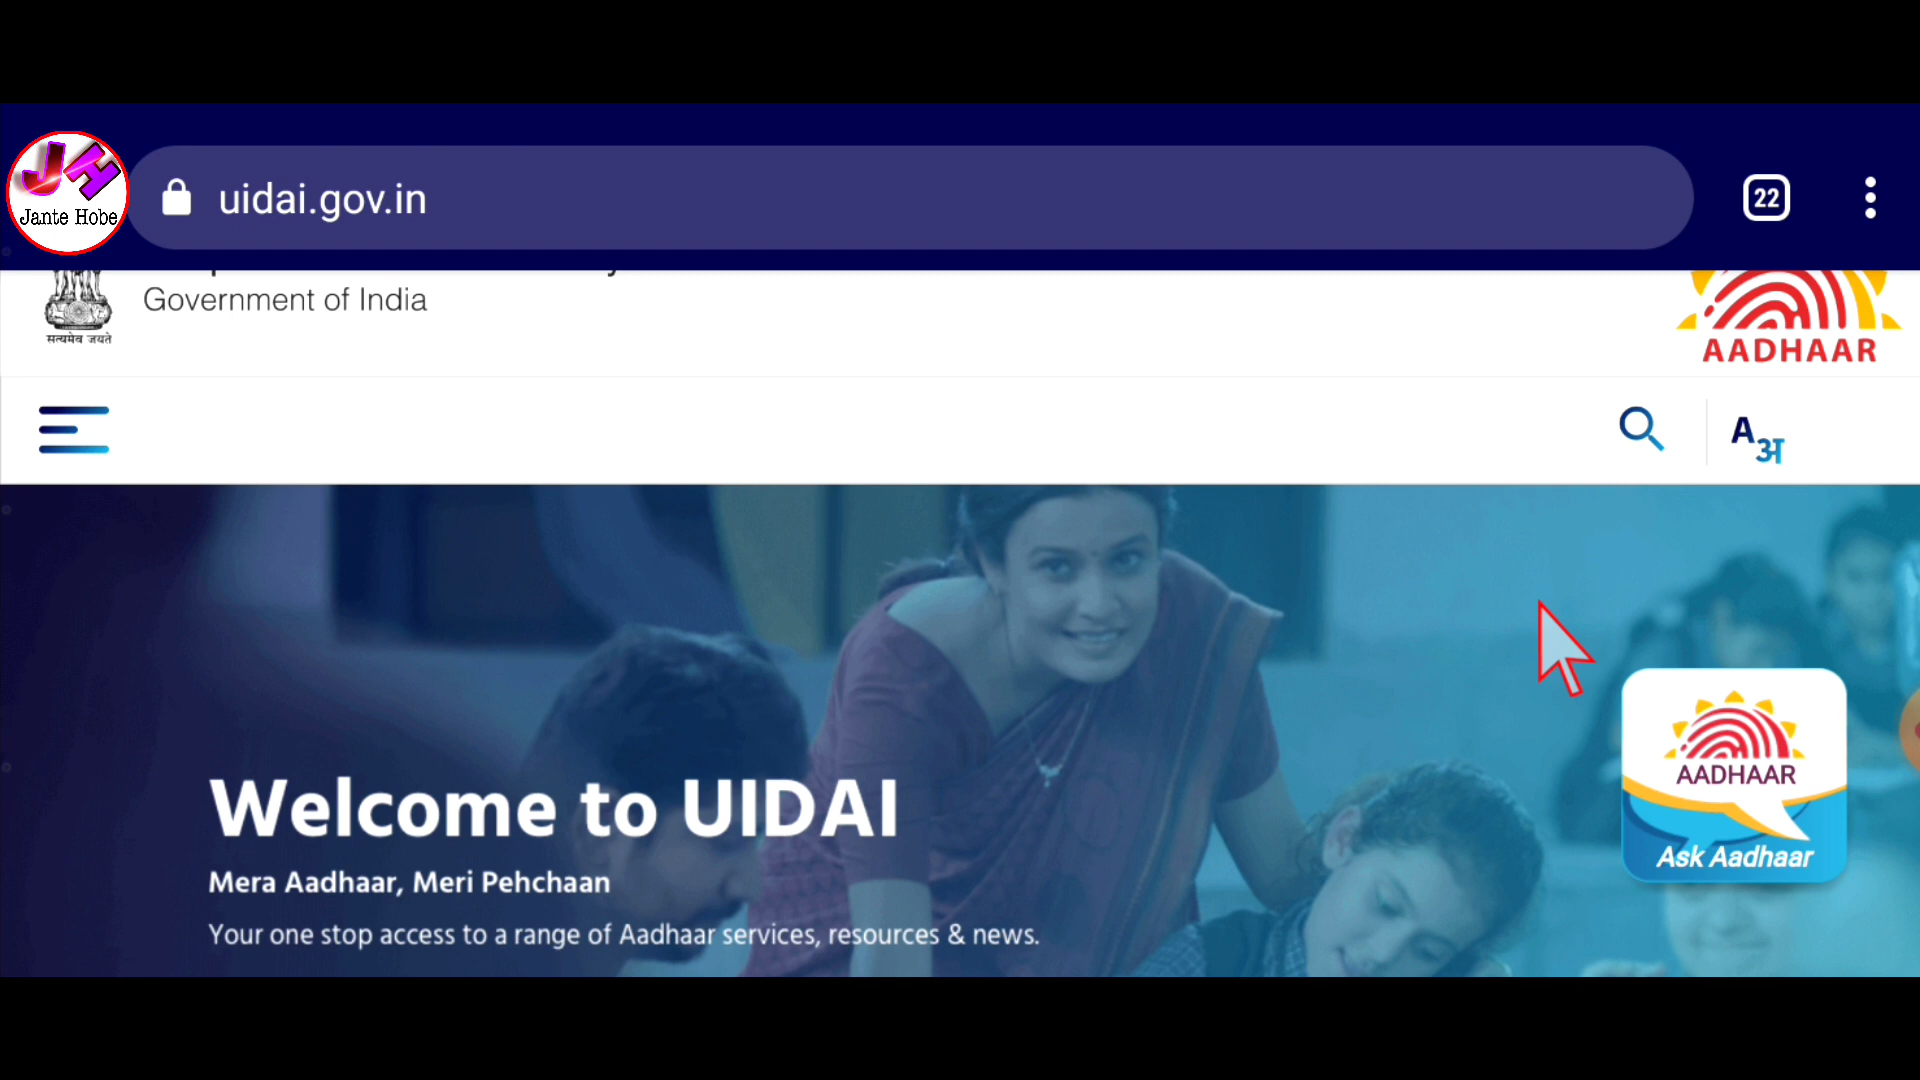 JH
Jante Hobe
uidai.gov.in
22
Government of India
सत्यमेव जयते
AADHAAR
A अ
AADHAAR
Ask Aadhaar
Welcome to UIDAI
Mera Aadhaar, Meri Pehchaan
Your one stop access to a range of Aadhaar services, resources & news.